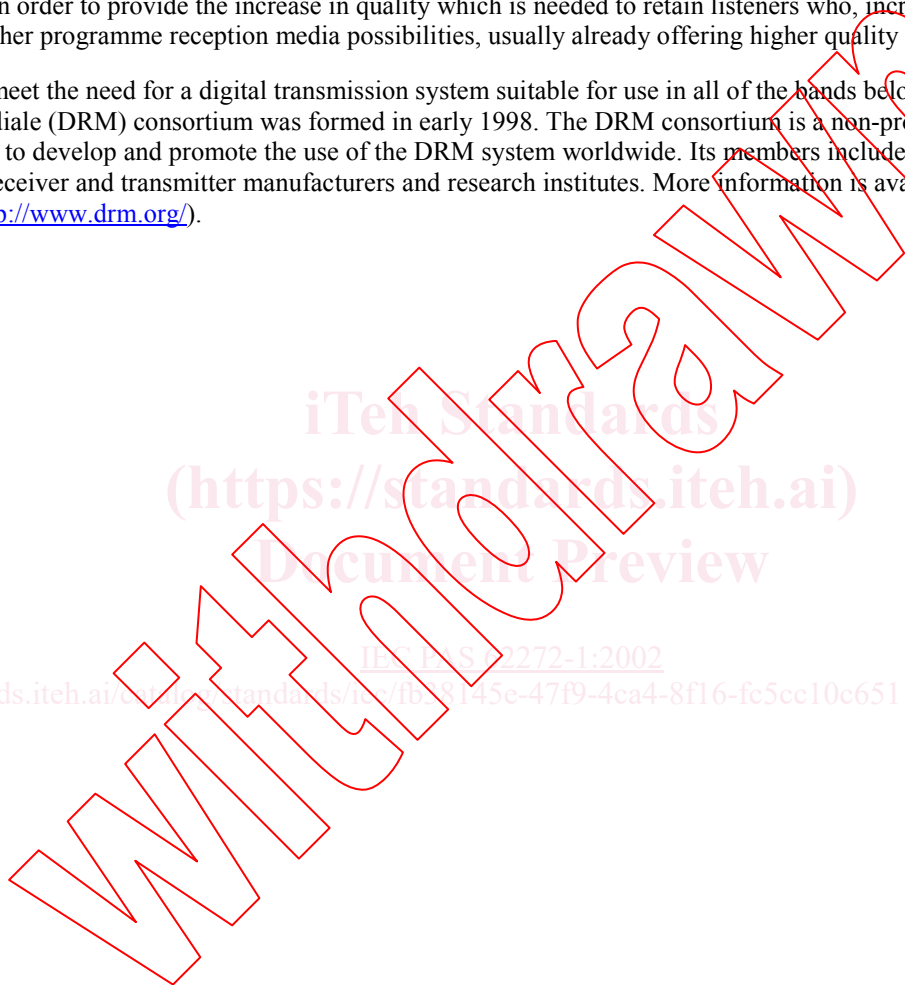 n order to provide the increase in quality which is needed to retain listeners who, incr
her programme reception media possibilities, usually already offering higher quality
neet the need for a digital transmission system suitable for use in all of the bands belo
liale (DRM) consortium was formed in early 1998. The DRM consortium is a non-pro
to develop and promote the use of the DRM system worldwide. Its members include
eceiver and transmitter manufacturers and research institutes. More information is ava
p://www.drm.org/).
iTeh Standards
(https://standards.iteh.ai)
Document Preview
IEC PAS 62272-1:2002
ds.iteh.ai/catalog/standards/iec/fb38145e-47f9-4ca4-8f16-fc5cc10c651
withdrawn